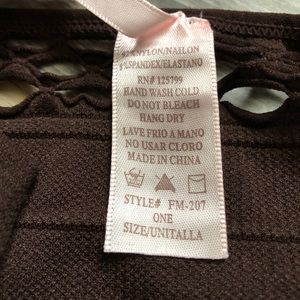 NYLON/NAILON
SPANDEX/ELASTANO
RN# 125799
HAND WASH COLD
DO NOT BLEACH
HANG DRY
LAVE FRIO A MANO
NO USAR CLORO
MADE IN CHINA
STYLE# FM-207
ONE
SIZE/UNITALLA